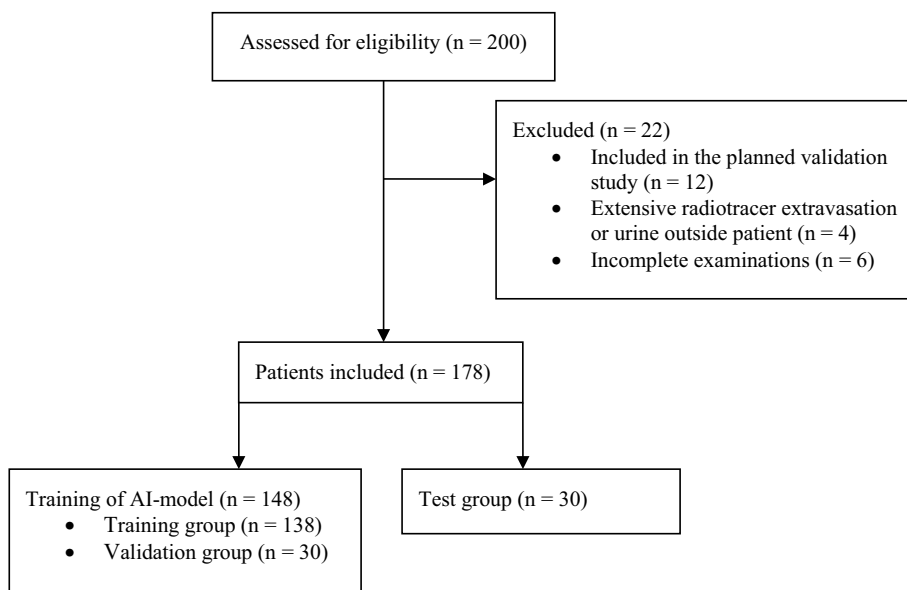 Assessed for eligibility (n = 200)
Excluded (n = 22)
• Included in the planned validation
study (n = 12)
• Extensive radiotracer extravasation
or urine outside patient (n = 4)
• Incomplete examinations (n = 6)
Patients included (n = 178)
Training of AI-model (n = 148)
• Training group (n = 138)
• Validation group (n = 30)
Test group (n = 30)